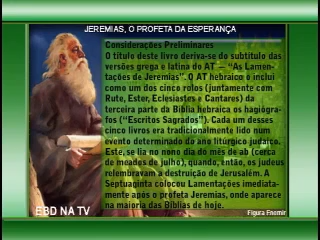 JEREMIAS, O PROFETA DA ESPERANÇA
Considerações Preliminares
O título deste livro deriva-se do subtítulo das
versões grega e latina do AT — “As Lamen-
tações de Jeremias”. O AT hebraico o inclui
como um dos cinco rolos (juntamente com
Rute, Ester, Eclesiastes e Cantares) da
terceira parte da Bíblia hebraica os hagiógra-
fos (“Escritos Sagrados”). Cada um desses
cinco livros era tradicionalmente lido num
evento determinado do ano litúrgico judaico.
Este, se lia no nono dia do mês de ab (cerca
de meados de julho), quando, então, os judeus
relembravam a destruição de Jerusalém. A
Septuaginta colocou Lamentações imediata-
mente após o profeta Jeremias, onde aparece
na maioria das Bíblias de hoje.
EBD NA TV
Figura Enemir